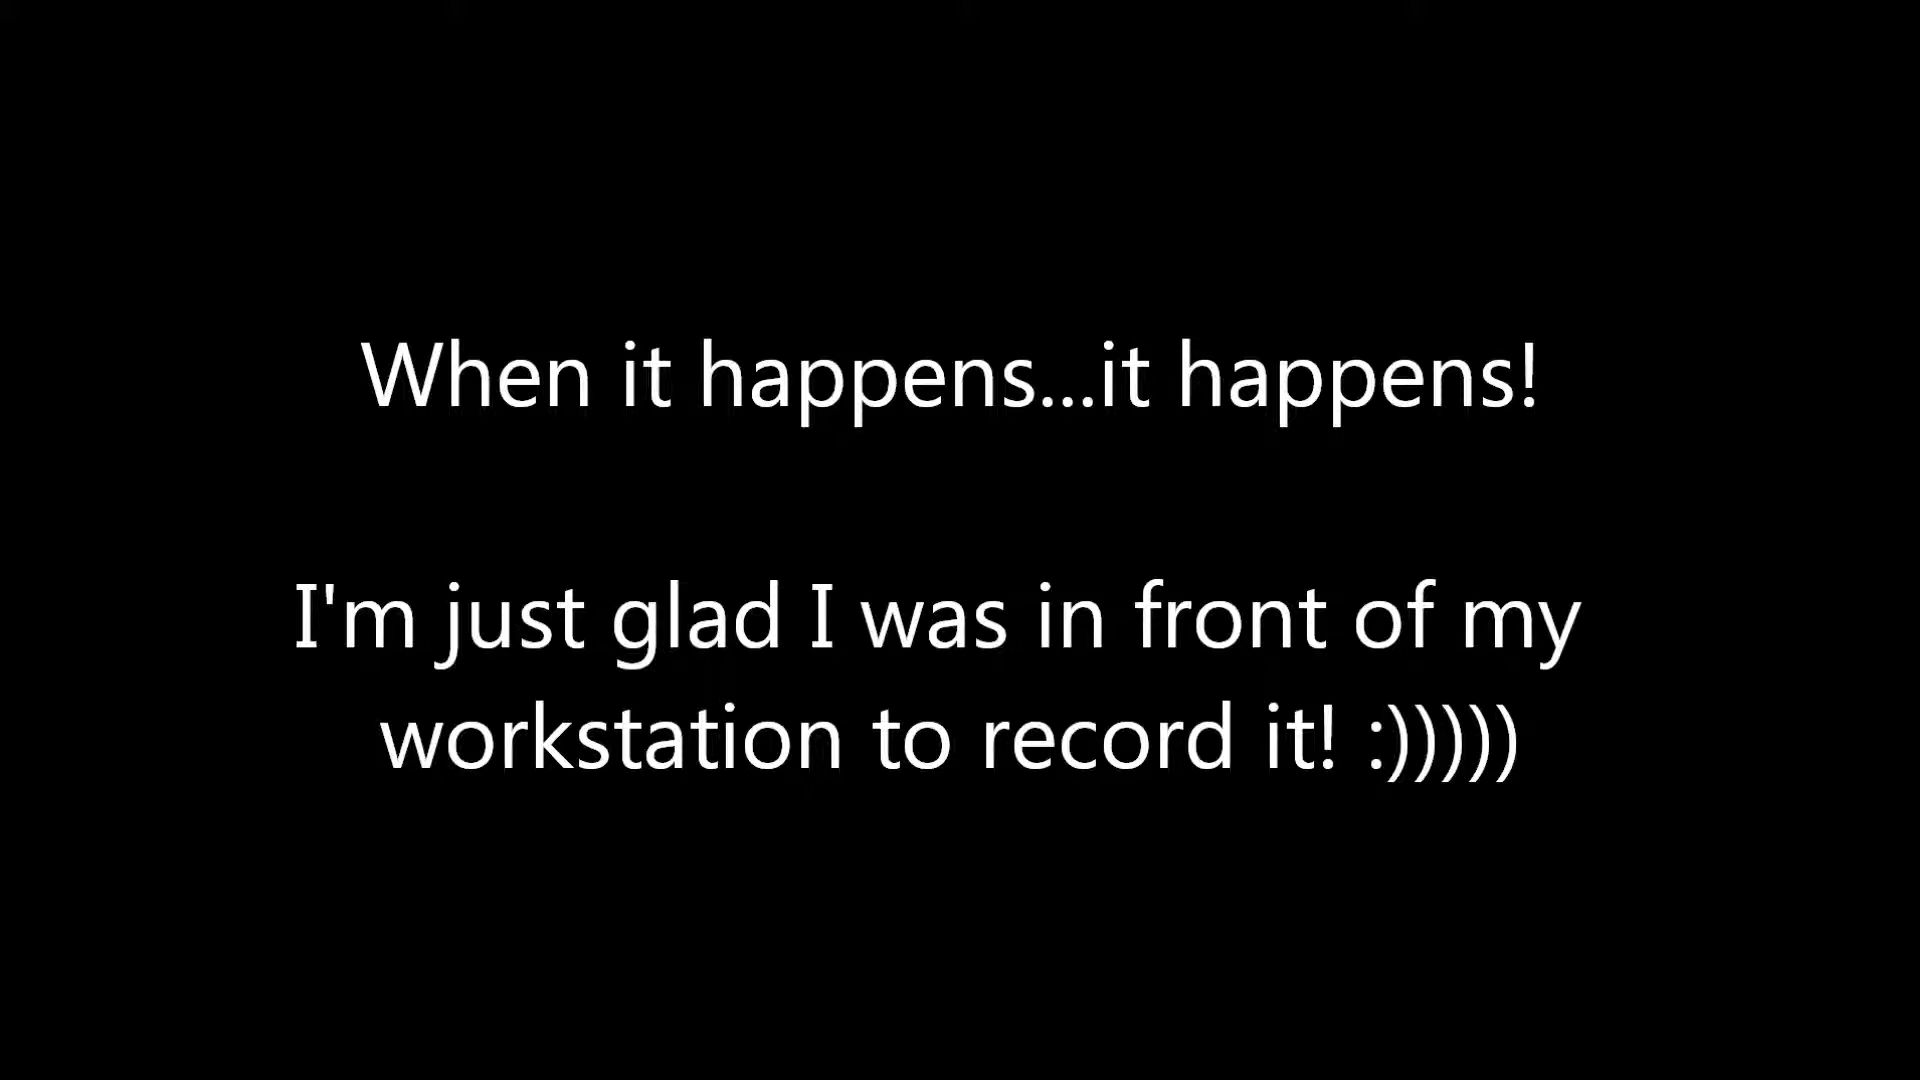 When it happens...it happens!
I'm just glad I was in front of my
workstation to record it! :)))))